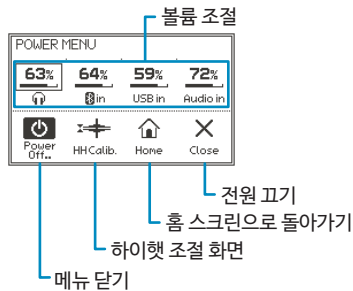 볼륨 조절
POWER MENU
63% 64% 59% 72%
in USB in Audio in
Power Off.. HH Calib. Home Close
전원 끄기
홈 스크린으로 돌아가기
하이햇 조절 화면
메뉴 닫기